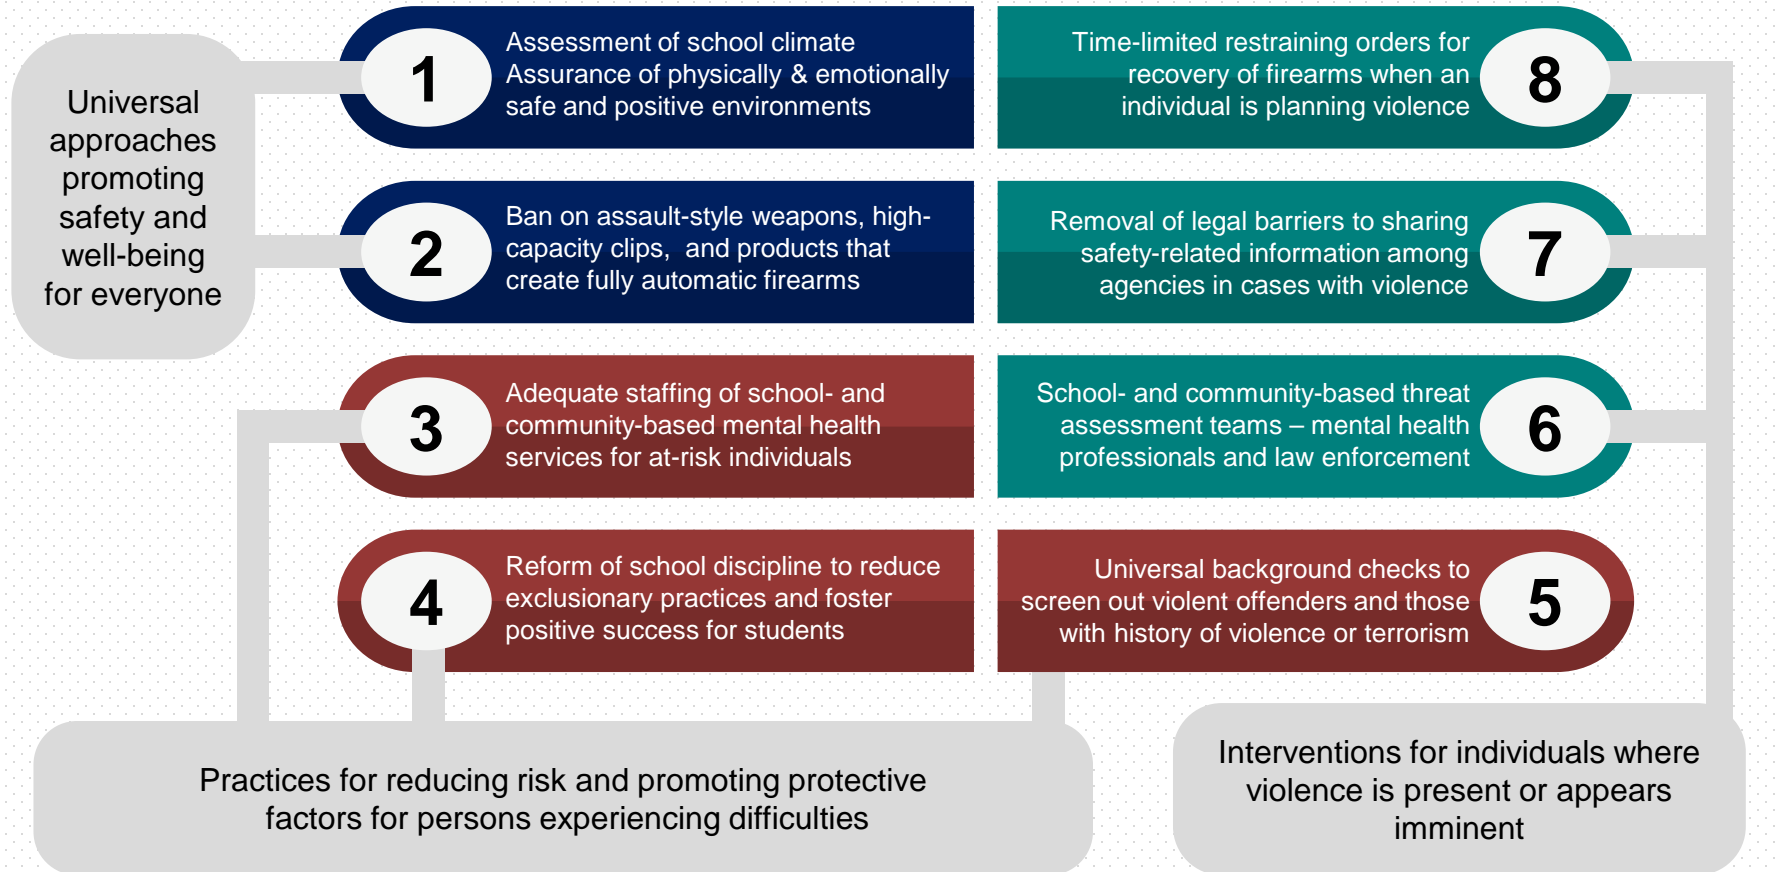 Universal
approaches
promoting
safety and
well-being
for everyone
1
Assessment of school climate
Assurance of physically & emotionally
safe and positive environments
2
Ban on assault-style weapons, high-
capacity clips,  and products that
create fully automatic firearms
3
Adequate staffing of school- and
community-based mental health
services for at-risk individuals
4
Reform of school discipline to reduce
exclusionary practices and foster
positive success for students
Time-limited restraining orders for
recovery of firearms when an
individual is planning violence
8
Removal of legal barriers to sharing
safety-related information among
agencies in cases with violence
7
School- and community-based threat
assessment teams – mental health
professionals and law enforcement
6
Universal background checks to
screen out violent offenders and those
with history of violence or terrorism
5
Practices for reducing risk and promoting protective
factors for persons experiencing difficulties
Interventions for individuals where
violence is present or appears
imminent